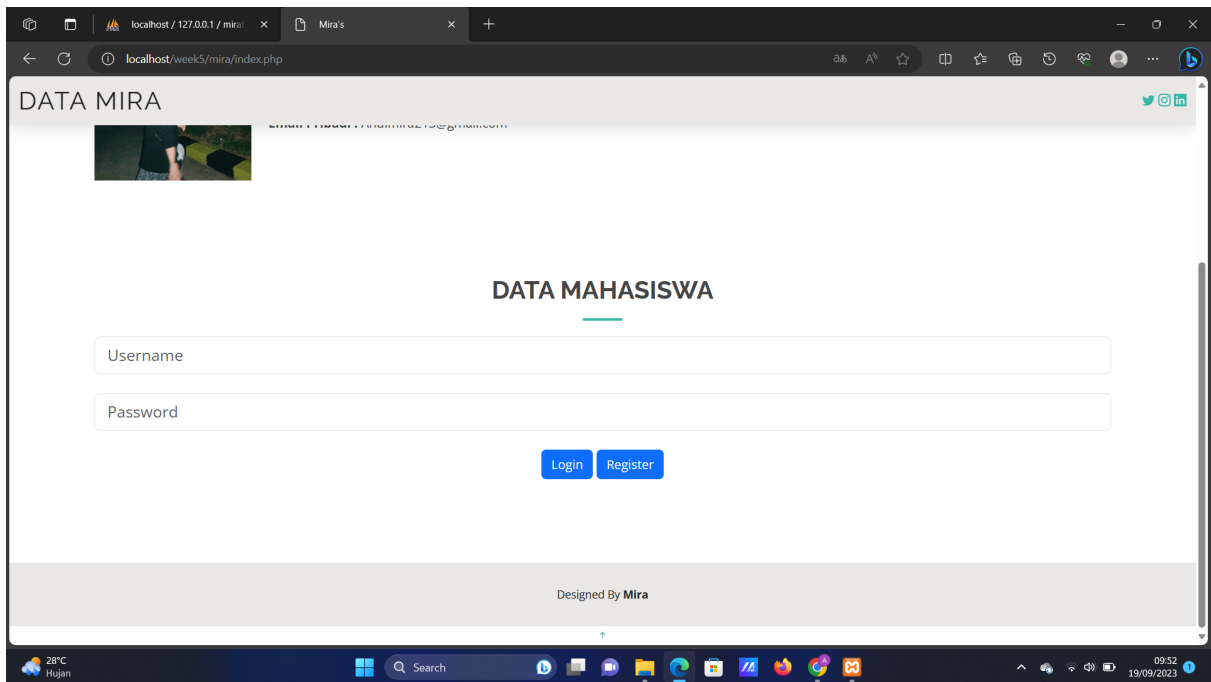 localhost / 127.0.0.1 / mira
Mira's
localhost/week5/mira/index.php
DATA MIRA
DATA MAHASISWA
Username
Password
Login Register
Designed By Mira
28°C
Hujan
Search
09:52
19/09/2023
1